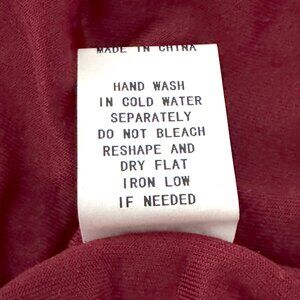 MADE IN CHINA
HAND WASH
IN COLD WATER
SEPARATELY
DO NOT BLEACH
RESHAPE AND
DRY FLAT
IRON LOW
IF NEEDED